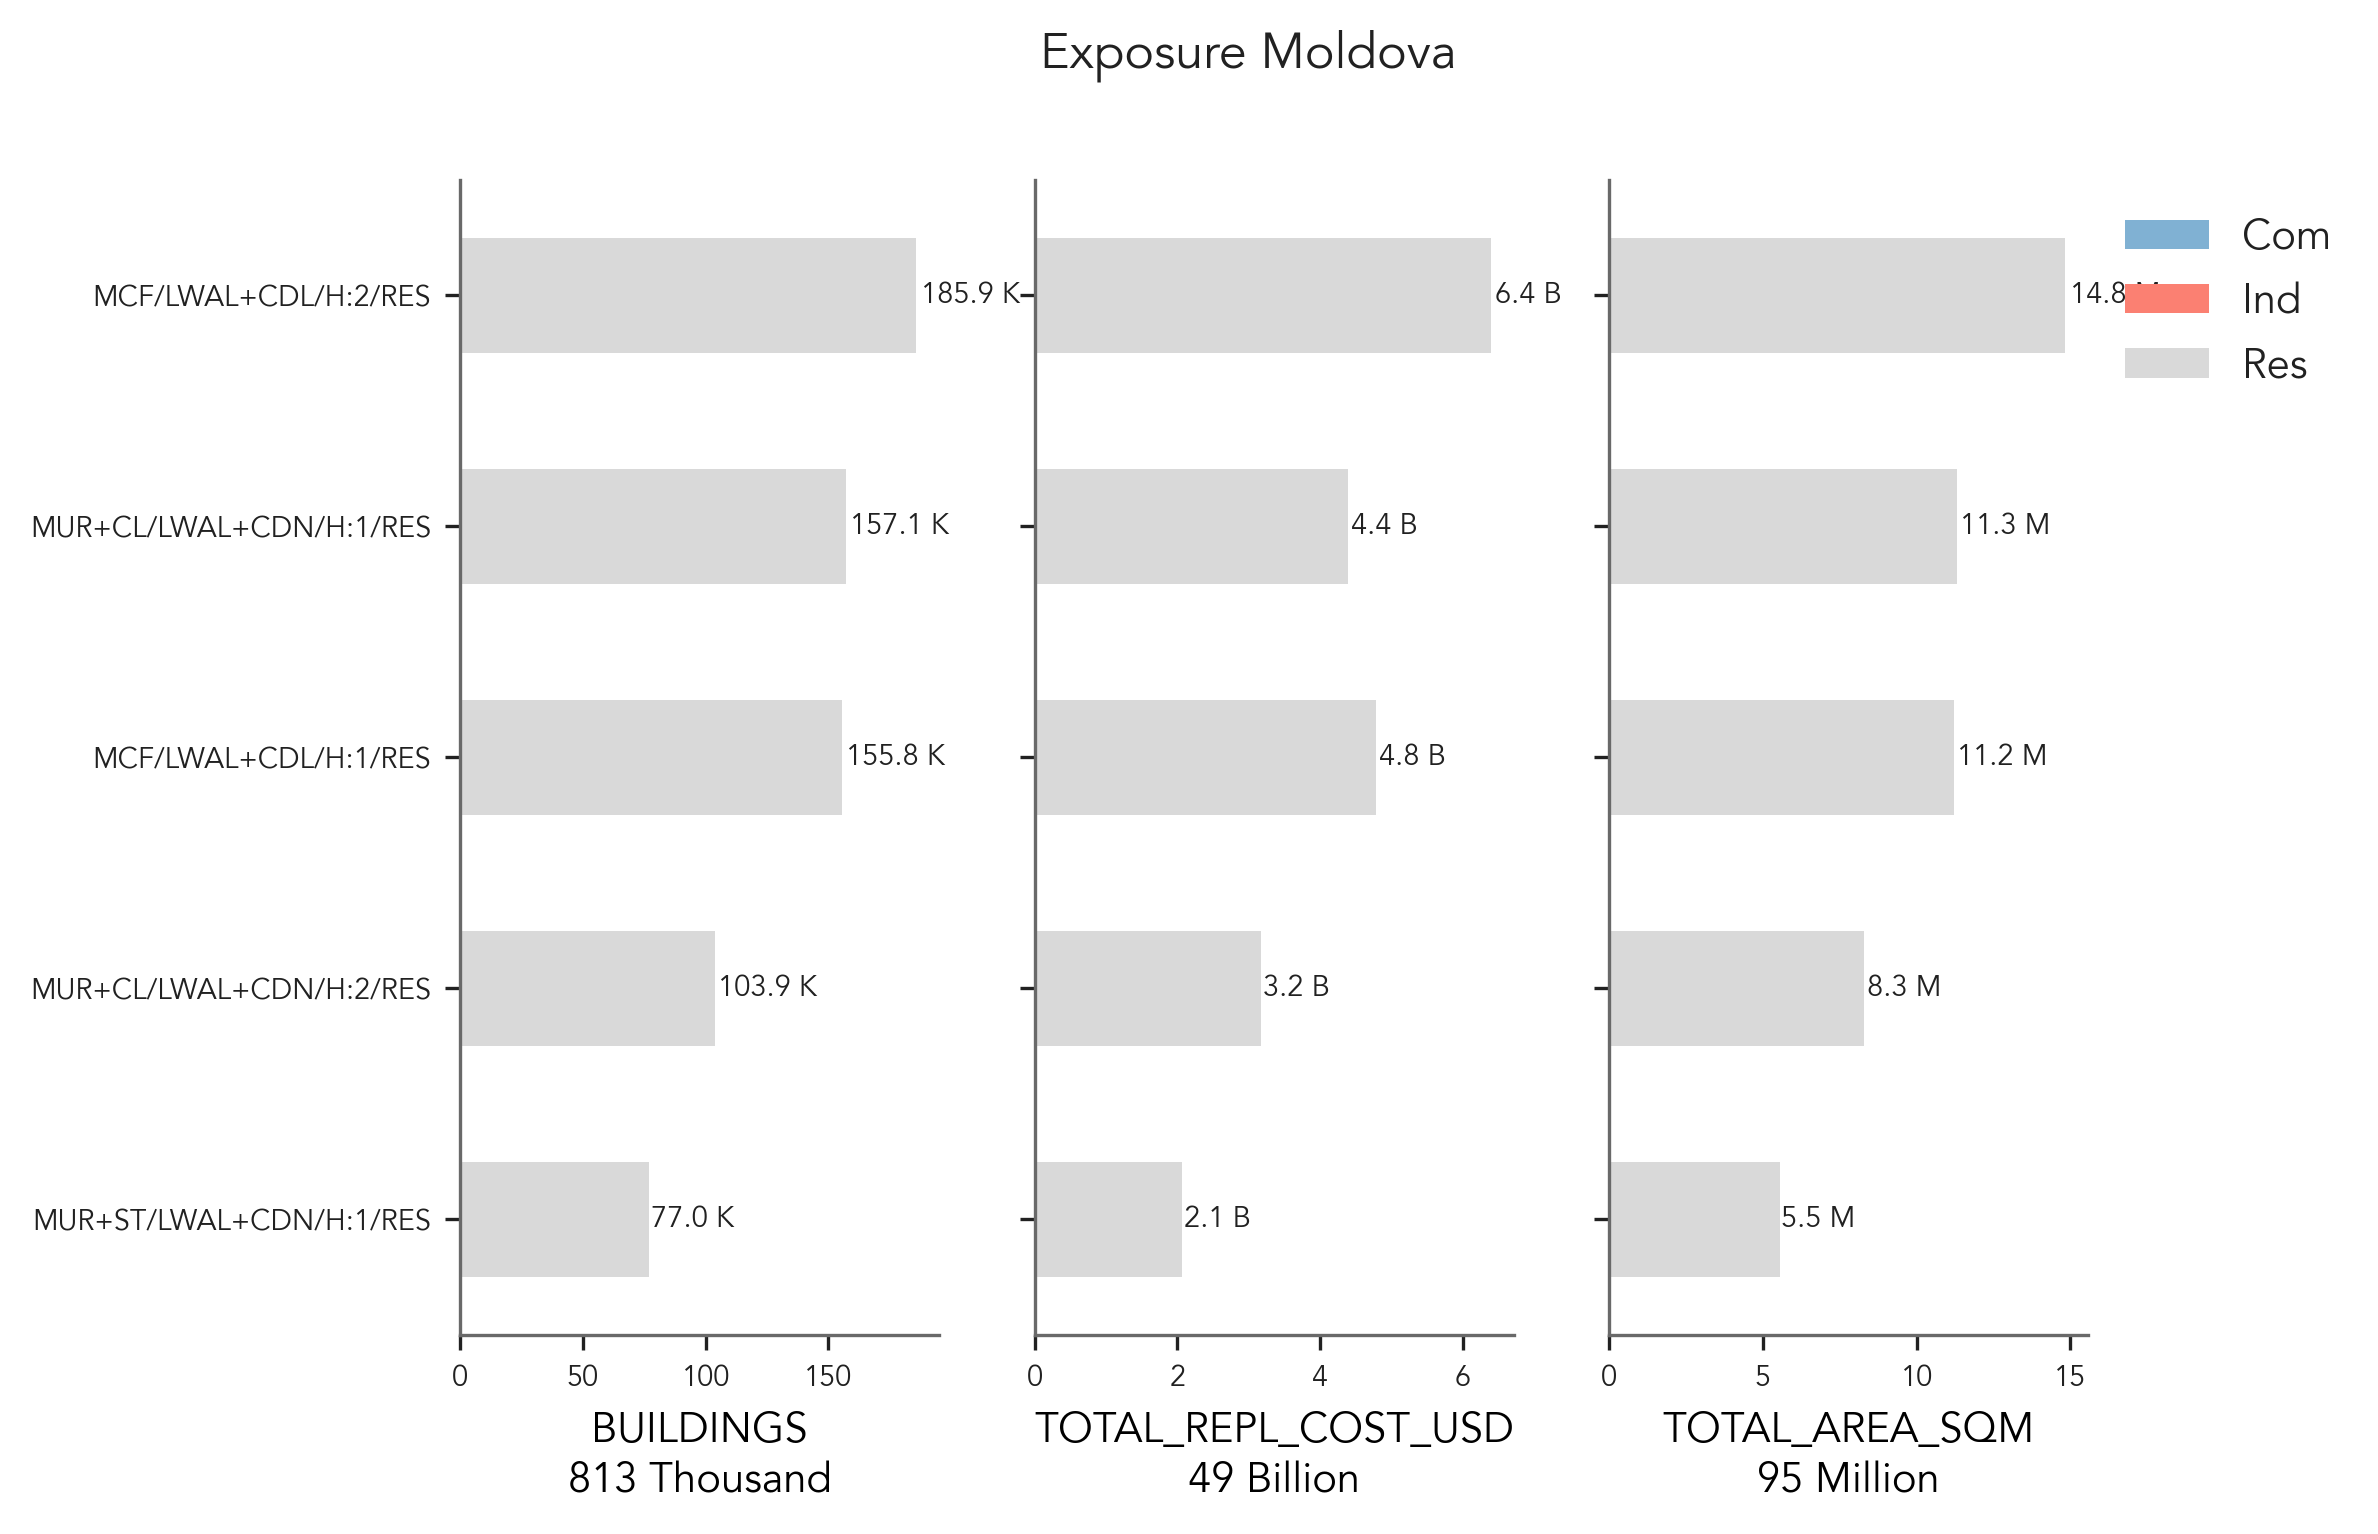 Exposure Moldova
MCF/LWAL+CDL/H:2/RES
MUR+CL/LWAL+CDN/H:1/RES
MCF/LWAL+CDL/H:1/RES
MUR+CL/LWAL+CDN/H:2/RES
MUR+ST/LWAL+CDN/H:1/RES
185.9 K
157.1 K
155.8 K
103.9 K
77.0 K
0 50 100 150
BUILDINGS
813 Thousand
6.4 B
4.4 B
4.8 B
3.2 B
2.1 B
0 2 4 6
TOTAL_REPL_COST_USD
49 Billion
14.8
11.3 M
11.2 M
8.3 M
5.5 M
0 5 10 15
TOTAL_AREA_SQM
95 Million
Com
Ind
Res